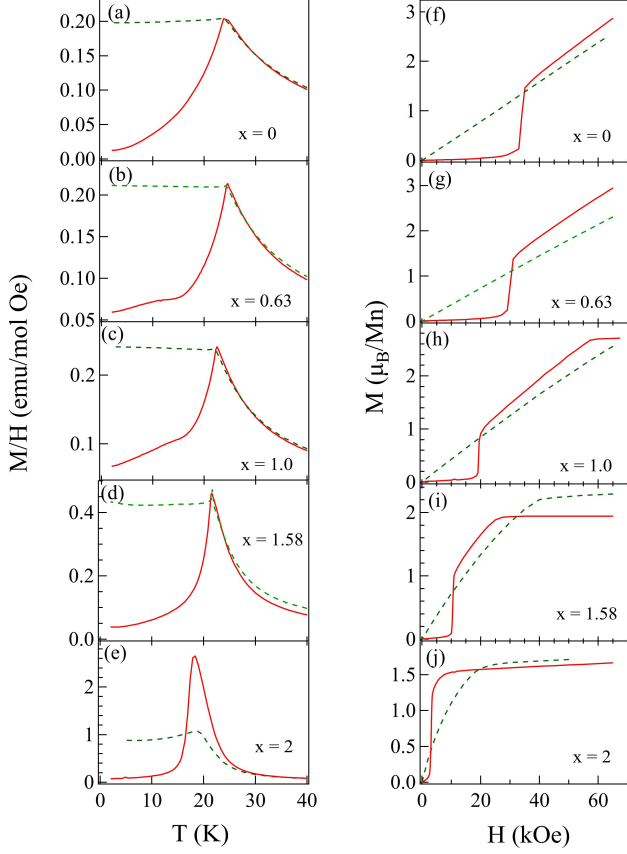 (a)
0.20
0.15
0.10
0.05
0.00
x = 0
(b)
0.20
0.15
0.10
0.05
x = 0.63
(c)
0.2
0.1
x = 1.0
(d)
0.4
0.2
0.0
x = 1.58
(e)
2
1
0
x = 2
0 10 20 30 40
T (K)
M/H (emu/mol Oe)
(f)
3
2
1
0
x = 0
(g)
3
2
1
0
x = 0.63
(h)
2
1
0
x = 1.0
(i)
2
1
0
x = 1.58
(j)
1.5
1.0
0.5
0.0
x = 2
0 20 40 60
H (kOe)
M (μB/Mn)